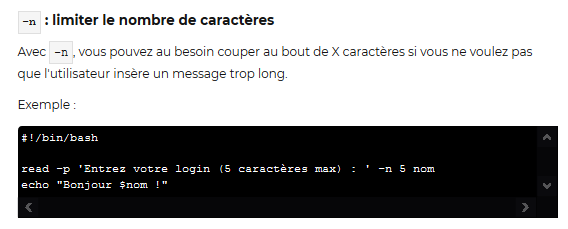 -n : limiter le nombre de caractères
Avec -n, vous pouvez au besoin couper au bout de X caractères si vous ne voulez pas
que l'utilisateur insère un message trop long.
Exemple :
#!/bin/bash
read -p 'Entrez votre login (5 caractères max) : ' -n 5 nom
echo "Bonjour $nom !"